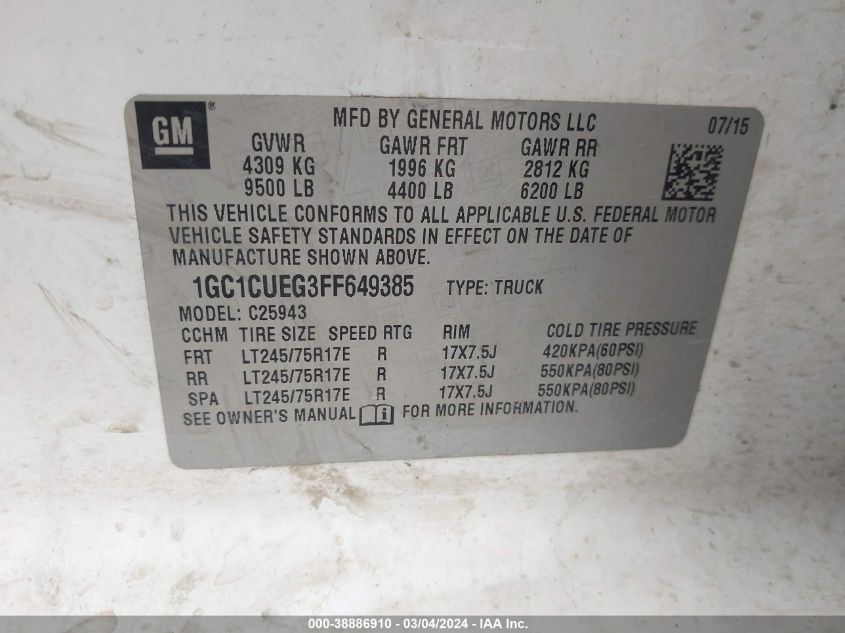 GM®
MFD BY GENERAL MOTORS LLC 07/15
GVWR GAWR FRT GAWR RR
4309 KG 1996 KG 2812 KG
9500 LB 4400 LB 6200 LB
THIS VEHICLE CONFORMS TO ALL APPLICABLE U.S. FEDERAL MOTOR
VEHICLE SAFETY STANDARDS IN EFFECT ON THE DATE OF
MANUFACTURE SHOWN ABOVE.
1GC1CUEG3FF649385 TYPE: TRUCK
MODEL: C25943
CCHM TIRE SIZE SPEED RTG RIM COLD TIRE PRESSURE
FRT LT245/75R17E R 17X7.5J 420KPA(60PSI)
RR LT245/75R17E R 17X7.5J 550KPA(80PSI)
SPA LT245/75R17E R 17X7.5J 550KPA(80PSI)
SEE OWNER'S MANUAL i FOR MORE INFORMATION.
000-38886910 - 03/04/2024 - IAA Inc.